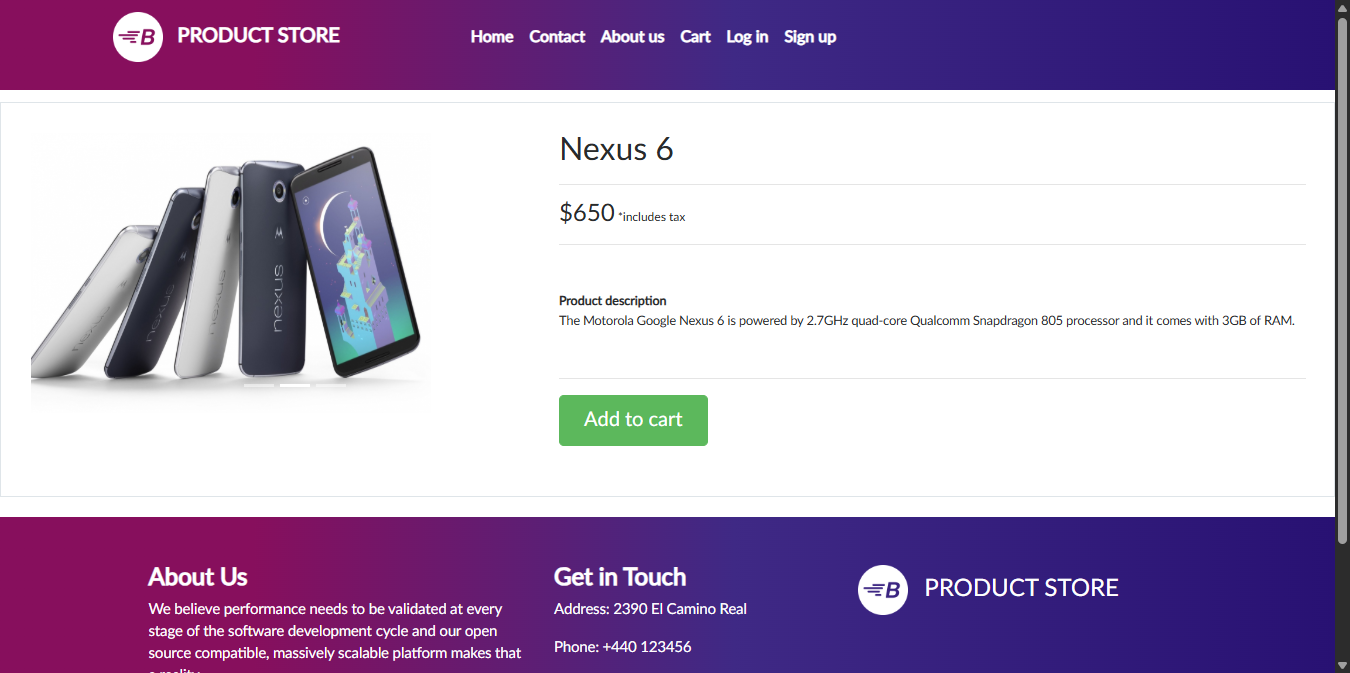 B PRODUCT STORE
Home Contact About us Cart Log in Sign up
Nexus 6
$650 *includes tax
nexus
nexus
nexus
nexus
Product description
The Motorola Google Nexus 6 is powered by 2.7GHz quad-core Qualcomm Snapdragon 805 processor and it comes with 3GB of RAM.
Add to cart
About Us
We believe performance needs to be validated at every
stage of the software development cycle and our open
source compatible, massively scalable platform makes that
a reality.
Get in Touch
Address: 2390 El Camino Real
Phone: +440 123456
B PRODUCT STORE